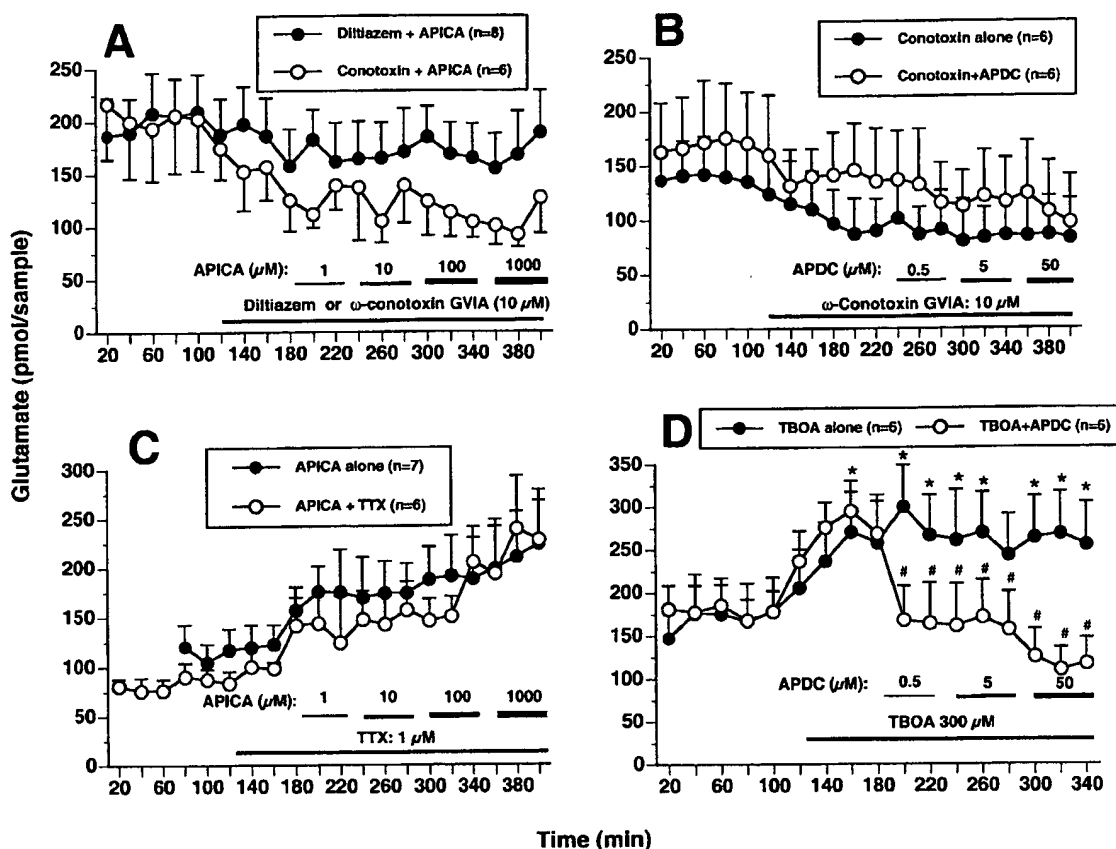 Glutamate (pmol/sample)
A
Diltiazem + APICA (n=8)
Conotoxin + APICA (n=6)
250
200
150
100
50
0
APICA (µM): 1 10 100 1000
Diltiazem or ω-conotoxin GVIA (10 µM)
20 60 100 140 180 220 260 300 340 380
B
Conotoxin alone (n=6)
Conotoxin+APDC (n=6)
250
200
150
100
50
0
APDC (µM): 0.5 5 50
ω-Conotoxin GVIA: 10 µM
20 60 100 140 180 220 260 300 340 380
C
APICA alone (n=7)
APICA + TTX (n=6)
300
250
200
150
100
50
0
APICA (µM): 1 10 100 1000
TTX: 1 µM
20 60 100 140 180 220 260 300 340 380
D
TBOA alone (n=6) TBOA+APDC (n=6)
350
300
250
200
150
100
50
0
* * * * * * * *
# # # # # # # #
APDC (µM): 0.5 5 50
TBOA 300 µM
20 60 100 140 180 220 260 300 340
Time (min)